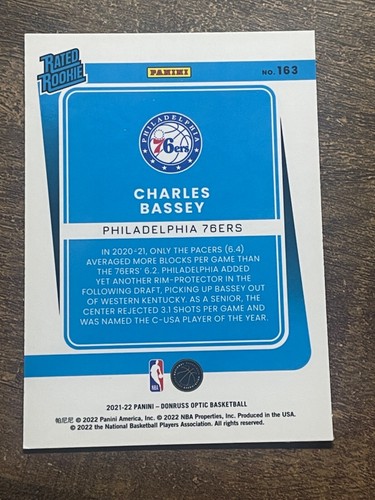 RATED
ROOKIE
PANINI
NO. 163
PHILADELPHIA
76ers
CHARLES
BASSEY
PHILADELPHIA 76ERS
IN 2020-21, ONLY THE PACERS (6.4)
AVERAGED MORE BLOCKS PER GAME THAN
THE 76ERS' 6.2. PHILADELPHIA ADDED
YET ANOTHER RIM-PROTECTOR IN THE
FOLLOWING DRAFT, PICKING UP BASSEY OUT
OF WESTERN KENTUCKY. AS A SENIOR, THE
CENTER REJECTED 3.1 SHOTS PER GAME AND
WAS NAMED THE C-USA PLAYER OF THE YEAR.
NBA
2021-22 PANINI – DONRUSS OPTIC BASKETBALL
帕尼尼 © 2022 Panini America, Inc. © 2022 NBA Properties, Inc. Produced in the USA.
© 2022 the National Basketball Players Association. All rights reserved.